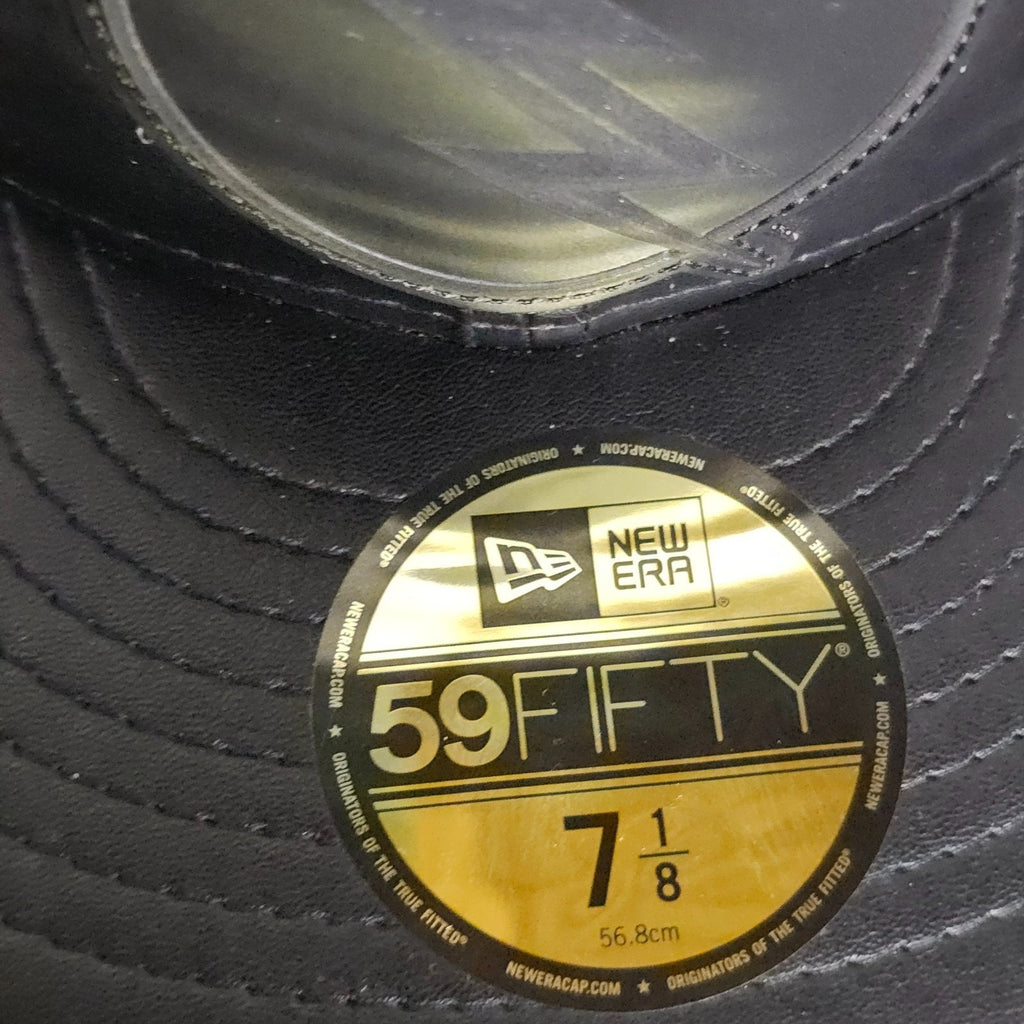 NEW
ERA
®
59FIFTY®
7 1/8
56.8cm
NEWERACAP.COM ★ ORIGINATORS OF THE TRUE FITTED® NEWERACAP.COM ★ ORIGINATORS OF THE TRUE FITTED® NEWERACAP.COM ★ ORIGINATORS OF THE TRUE FITTED® NEWERACAP.COM ★ ORIGINATORS OF THE TRUE FITTED®